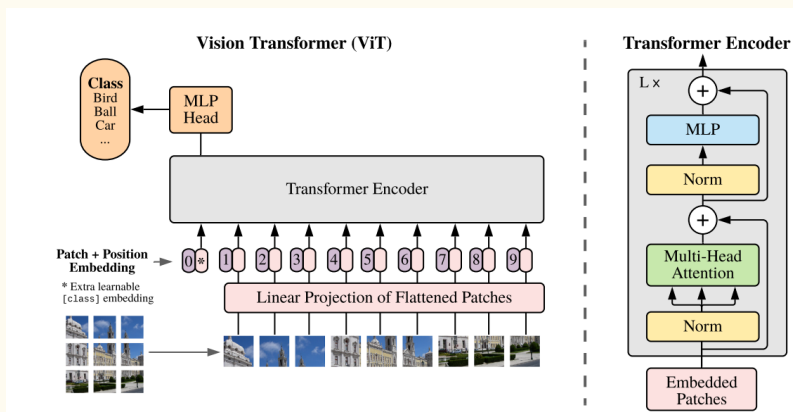 Vision Transformer (ViT)
Class
Bird
Ball
Car
...
MLP
Head
Transformer Encoder
Patch + Position
Embedding
0 * 1 2 3 4 5 6 7 8 9
* Extra learnable
[class] embedding
Linear Projection of Flattened Patches
Transformer Encoder
L x
+
MLP
Norm
+
Multi-Head
Attention
Norm
Embedded
Patches